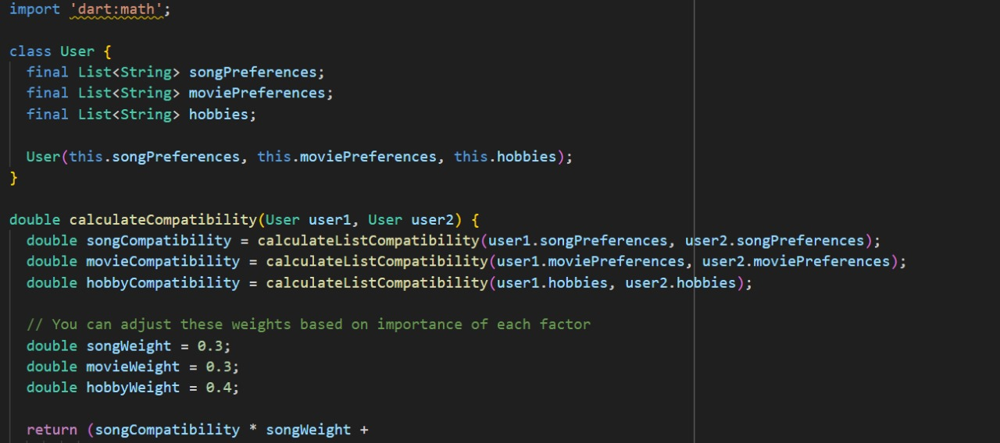 import 'dart:math';
class User {
final List<String> songPreferences;
final List<String> moviePreferences;
final List<String> hobbies;
User(this.songPreferences, this.moviePreferences, this.hobbies);
}
double calculateCompatibility(User user1, User user2) {
double songCompatibility = calculateListCompatibility(user1.songPreferences, user2.songPreferences);
double movieCompatibility = calculateListCompatibility(user1.moviePreferences, user2.moviePreferences);
double hobbyCompatibility = calculateListCompatibility(user1.hobbies, user2.hobbies);
// You can adjust these weights based on importance of each factor
double songWeight = 0.3;
double movieWeight = 0.3;
double hobbyWeight = 0.4;
return (songCompatibility * songWeight +